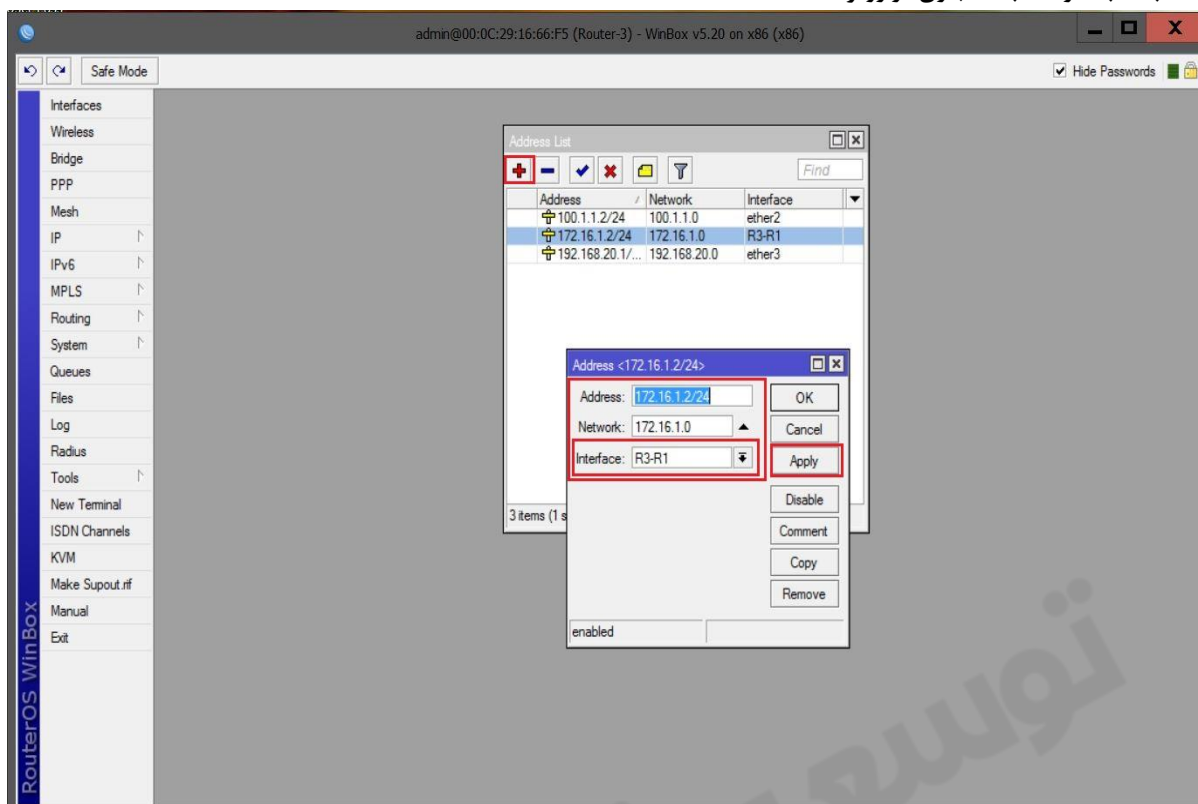 admin@00:0C:29:16:66:F5 (Router-3) - WinBox v5.20 on x86 (x86)
Safe Mode
Hide Passwords
Interfaces
Wireless
Bridge
PPP
Mesh
IP
IPv6
MPLS
Routing
System
Queues
Files
Log
Radius
Tools
New Terminal
ISDN Channels
KVM
Make Supout.rif
Manual
Exit
RouterOS WinBox
Address List
Find
Address Network Interface
100.1.1.2/24 100.1.1.0 ether2
172.16.1.2/24 172.16.1.0 R3-R1
192.168.20.1/... 192.168.20.0 ether3
3 items (1 s
Address <172.16.1.2/24>
Address: 172.16.1.2/24
Network: 172.16.1.0
Interface: R3-R1
OK
Cancel
Apply
Disable
Comment
Copy
Remove
enabled